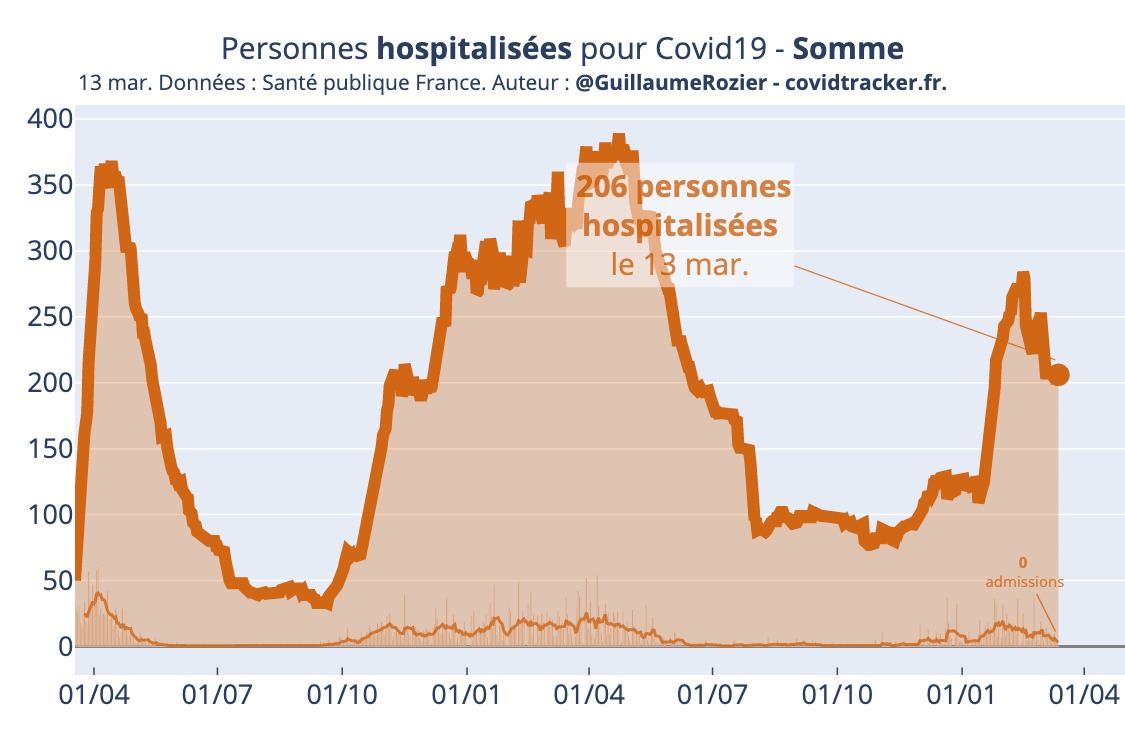 Personnes hospitalisées pour Covid19 - Somme
13 mar. Données : Santé publique France. Auteur : @GuillaumeRozier - covidtracker.fr.
400
350
300
250
200
150
100
50
0
206 personnes
hospitalisées
le 13 mar.
0
admissions
01/04 01/07 01/10 01/01 01/04 01/07 01/10 01/01 01/04